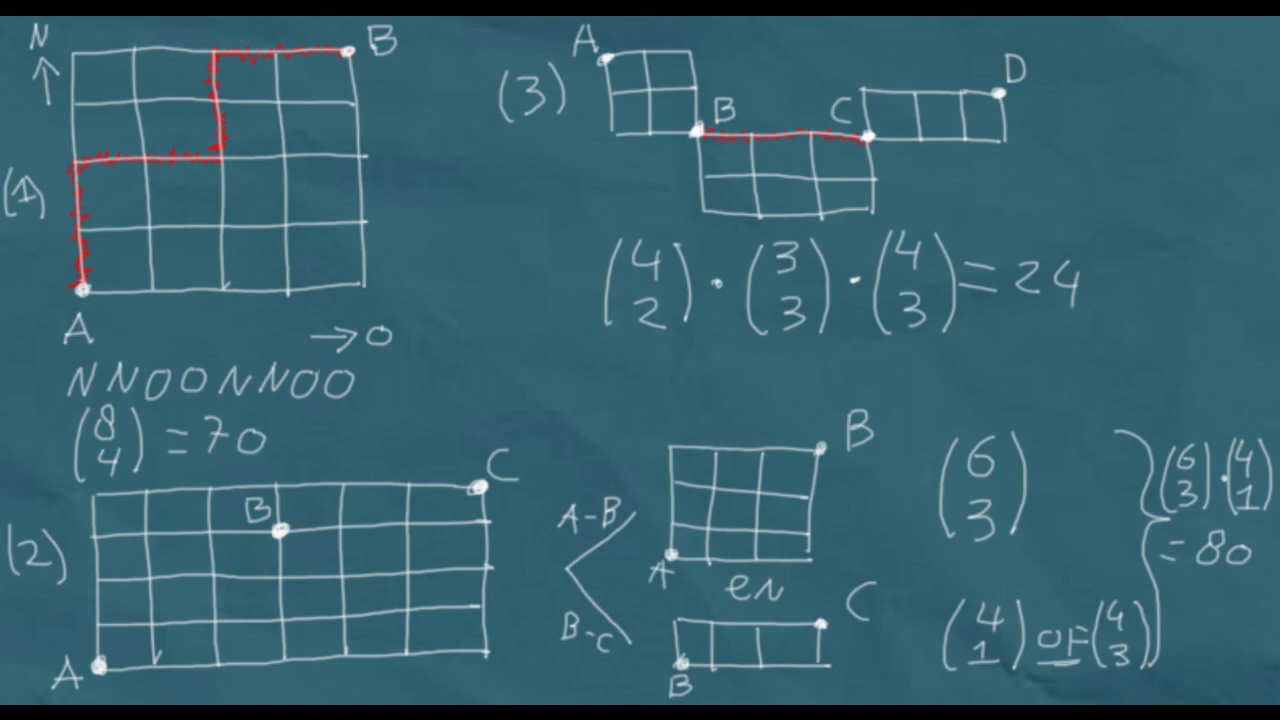 N
↑
B
(1)
A
→O
NNOONNOO
(8 4) = 70
(2)
B
C
A
A-B
B-C
B
A
en
C
B
(6 3)
(4 1) OF (4 3)
(6 3)·(4 1)
= 80
(3)
A
B
C
D
(4 2)·(3 3)·(4 3) = 24